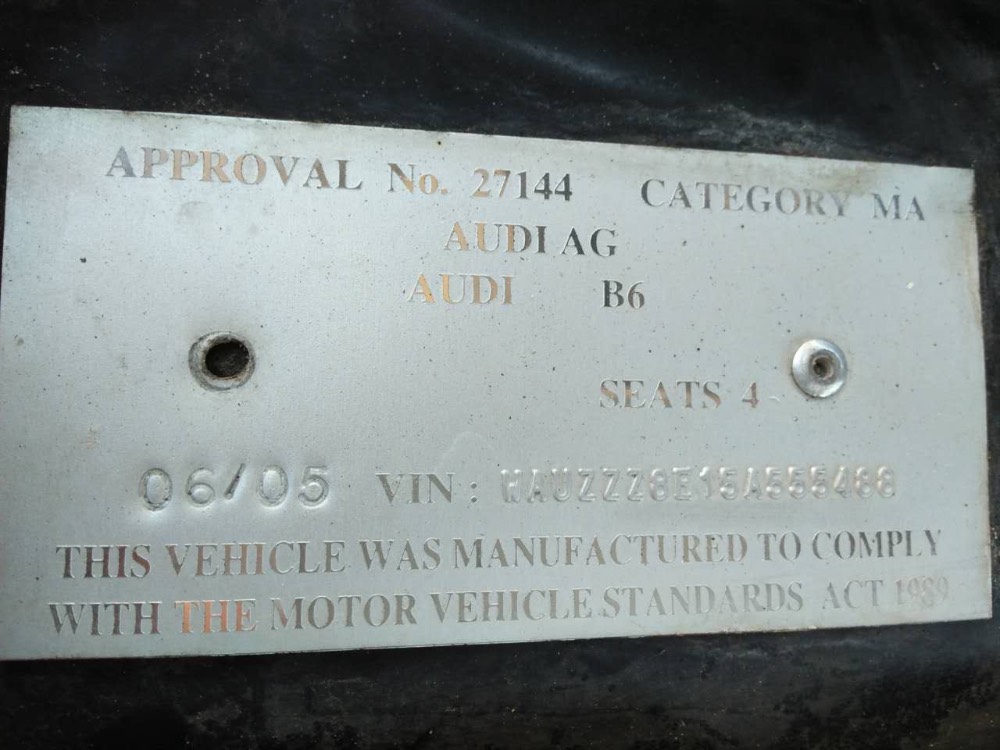 APPROVAL No. 27144 CATEGORY MA
AUDI AG
AUDI B6
SEATS 4
06/05 VIN: WAUZZZ8E15A555488
THIS VEHICLE WAS MANUFACTURED TO COMPLY
WITH THE MOTOR VEHICLE STANDARDS ACT 1989